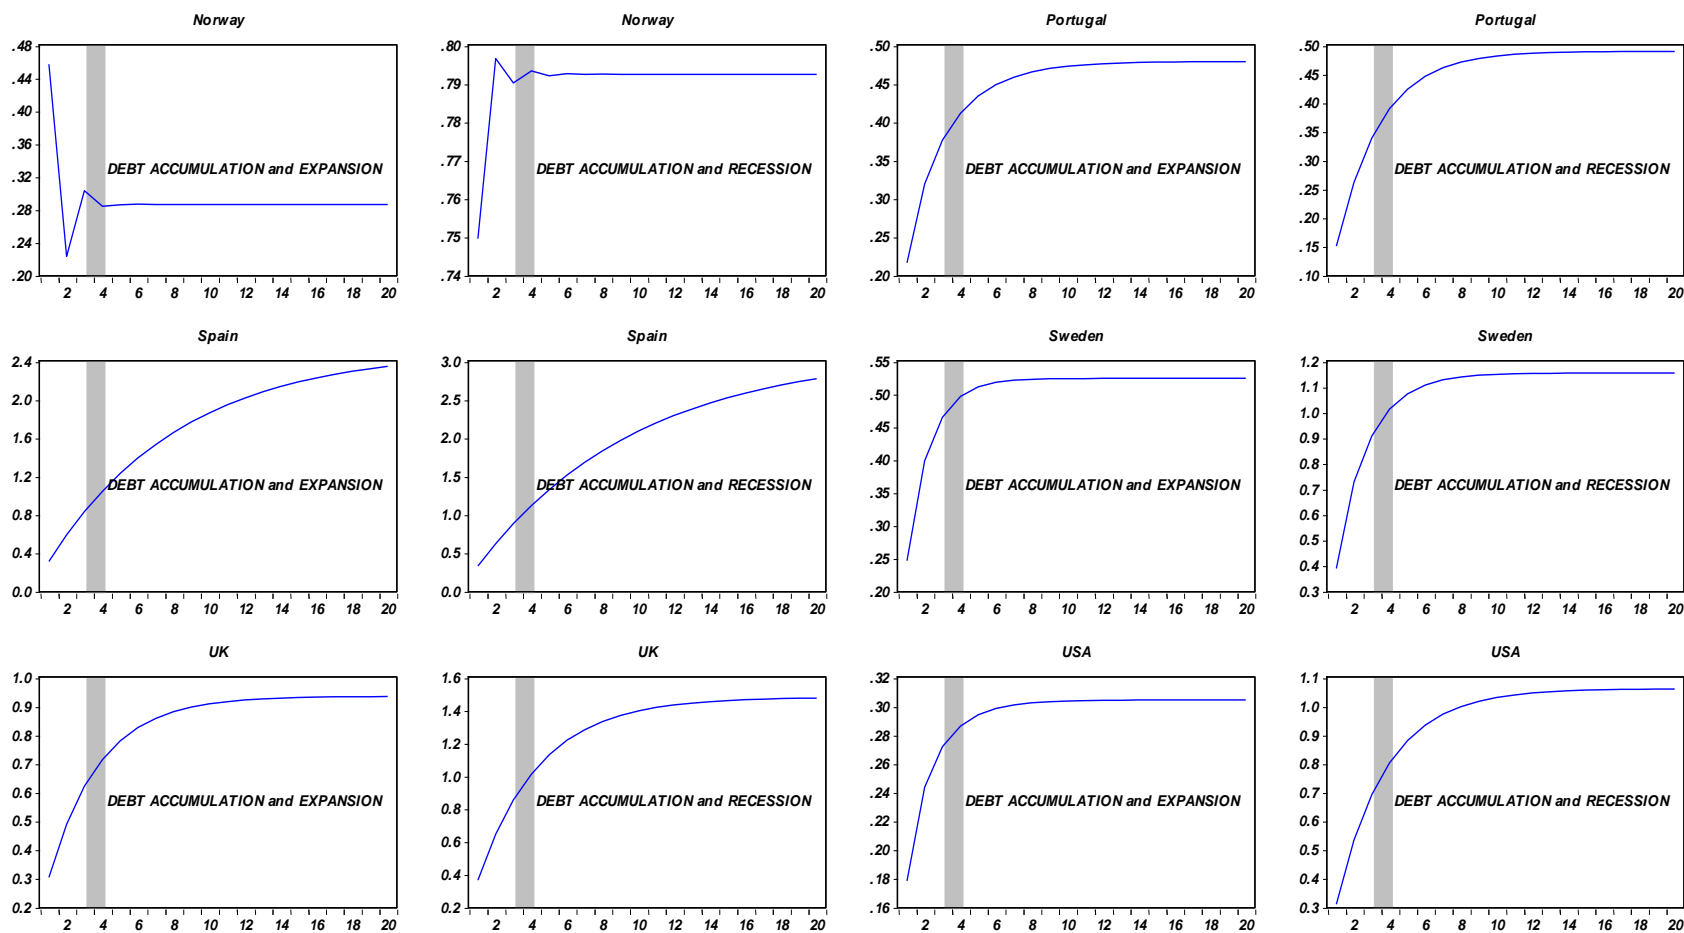 Norway
.48
.44
.40
.36
.32
.28
.24
.20
DEBT ACCUMULATION and EXPANSION
2 4 6 8 10 12 14 16 18 20
Norway
.80
.79
.78
.77
.76
.75
.74
DEBT ACCUMULATION and RECESSION
2 4 6 8 10 12 14 16 18 20
Portugal
.50
.45
.40
.35
.30
.25
.20
DEBT ACCUMULATION and EXPANSION
2 4 6 8 10 12 14 16 18 20
Portugal
.50
.45
.40
.35
.30
.25
.20
.15
.10
DEBT ACCUMULATION and RECESSION
2 4 6 8 10 12 14 16 18 20
Spain
2.4
2.0
1.6
1.2
0.8
0.4
0.0
DEBT ACCUMULATION and EXPANSION
2 4 6 8 10 12 14 16 18 20
Spain
3.0
2.5
2.0
1.5
1.0
0.5
0.0
DEBT ACCUMULATION and RECESSION
2 4 6 8 10 12 14 16 18 20
Sweden
.55
.50
.45
.40
.35
.30
.25
.20
DEBT ACCUMULATION and EXPANSION
2 4 6 8 10 12 14 16 18 20
Sweden
1.2
1.1
1.0
0.9
0.8
0.7
0.6
0.5
0.4
0.3
DEBT ACCUMULATION and RECESSION
2 4 6 8 10 12 14 16 18 20
UK
1.0
0.9
0.8
0.7
0.6
0.5
0.4
0.3
0.2
DEBT ACCUMULATION and EXPANSION
2 4 6 8 10 12 14 16 18 20
UK
1.6
1.4
1.2
1.0
0.8
0.6
0.4
0.2
DEBT ACCUMULATION and RECESSION
2 4 6 8 10 12 14 16 18 20
USA
.32
.30
.28
.26
.24
.22
.20
.18
.16
DEBT ACCUMULATION and EXPANSION
2 4 6 8 10 12 14 16 18 20
USA
1.1
1.0
0.9
0.8
0.7
0.6
0.5
0.4
0.3
DEBT ACCUMULATION and RECESSION
2 4 6 8 10 12 14 16 18 20